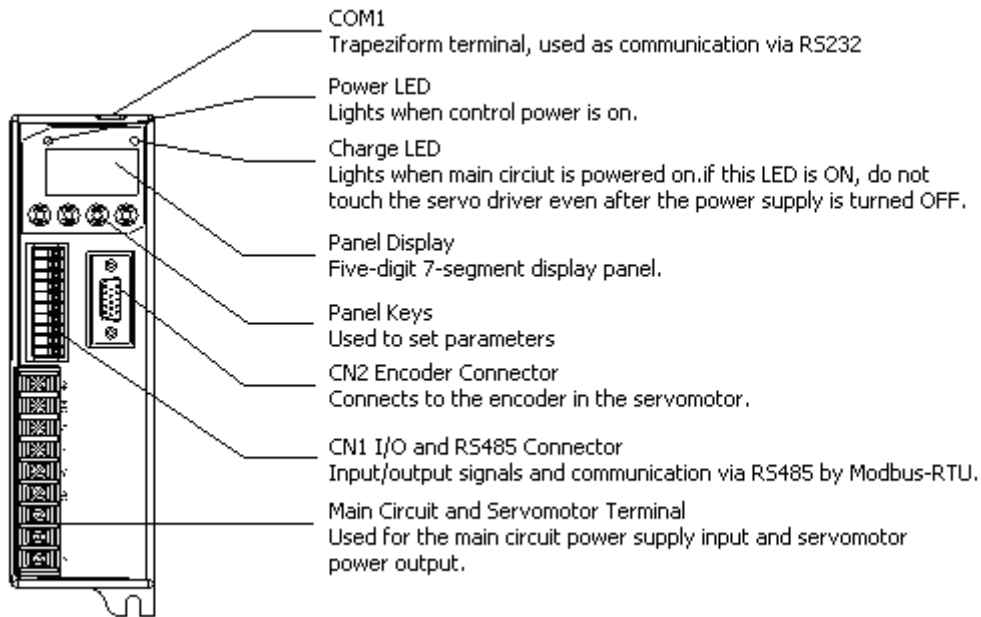 COM1
Trapeziform terminal, used as communication via RS232
Power LED
Lights when control power is on.
Charge LED
Lights when main circiut is powered on.if this LED is ON, do not
touch the servo driver even after the power supply is turned OFF.
Panel Display
Five-digit 7-segment display panel.
Panel Keys
Used to set parameters
CN2 Encoder Connector
Connects to the encoder in the servomotor.
CN1 I/O and RS485 Connector
Input/output signals and communication via RS485 by Modbus-RTU.
Main Circuit and Servomotor Terminal
Used for the main circuit power supply input and servomotor
power output.